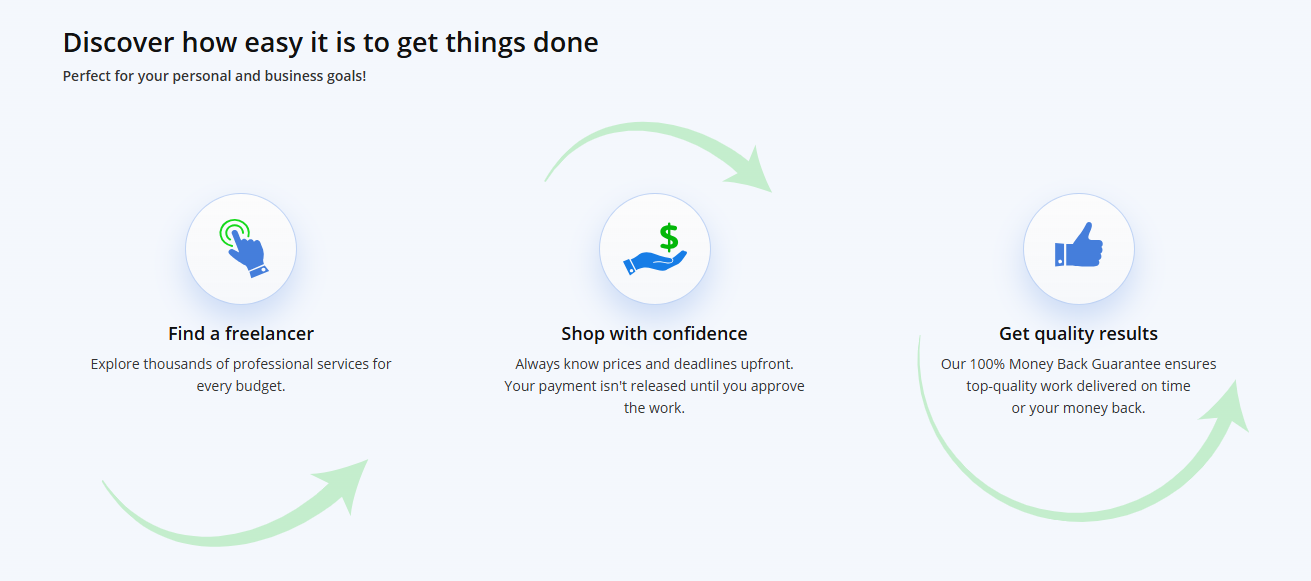 Discover how easy it is to get things done
Perfect for your personal and business goals!
$
Find a freelancer
Explore thousands of professional services for
every budget.
Shop with confidence
Always know prices and deadlines upfront.
Your payment isn't released until you approve
the work.
Get quality results
Our 100% Money Back Guarantee ensures
top-quality work delivered on time
or your money back.